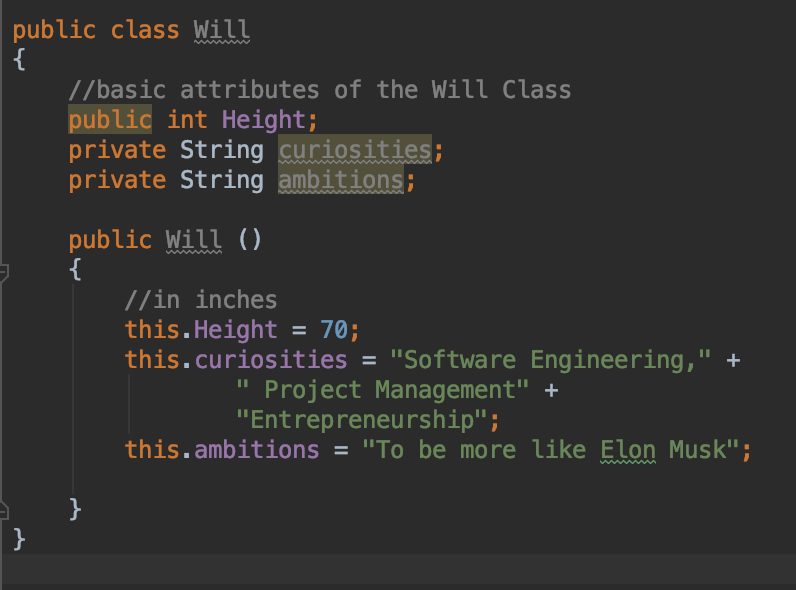 public class Will
{
//basic attributes of the Will Class
public int Height;
private String curiosities;
private String ambitions;
public Will ()
{
//in inches
this.Height = 70;
this.curiosities = "Software Engineering," +
" Project Management" +
"Entrepreneurship";
this.ambitions = "To be more like Elon Musk";
}
}